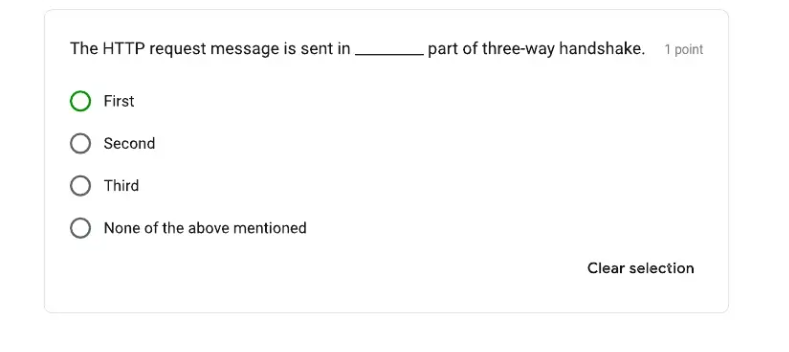 The HTTP request message is sent in ________ part of three-way handshake. 1 point
First
Second
Third
None of the above mentioned
Clear selection